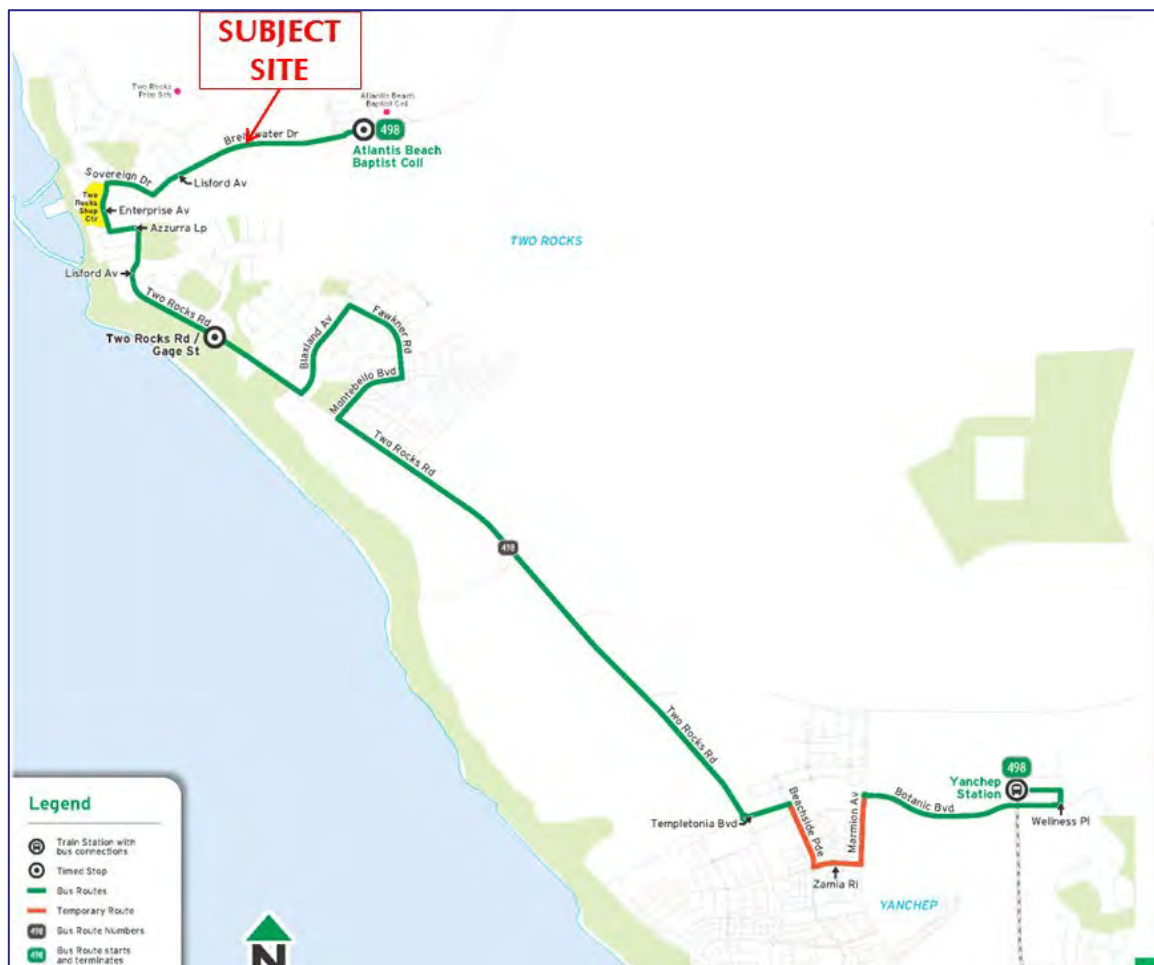 SUBJECT
SITE
Two Rocks
Prim Sch
Atlantis Beach
Baptist Coll
Breakwater Dr
498
Atlantis Beach
Baptist Coll
Sovereign Dr
Lisford Av
Two
Rocks
Shop
Ctr
Enterprise Av
Azzurra Lp
TWO ROCKS
Lisford Av
Two Rocks Rd
Two Rocks Rd /
Gage St
Blaxland Av
Fawkner Rd
Montebello Bvd
Two Rocks Rd
498
Two Rocks Rd
498
Yanchep
Station
Templetonia Bvd
Beachside Pde
Marmion Av
Botanic Bvd
Wellness Pl
Zamia Ri
YANCHEP
Legend
Train Station with
bus connections
Timed Stop
Bus Routes
Temporary Route
498 Bus Route Numbers
498 Bus Route starts
and terminates
N